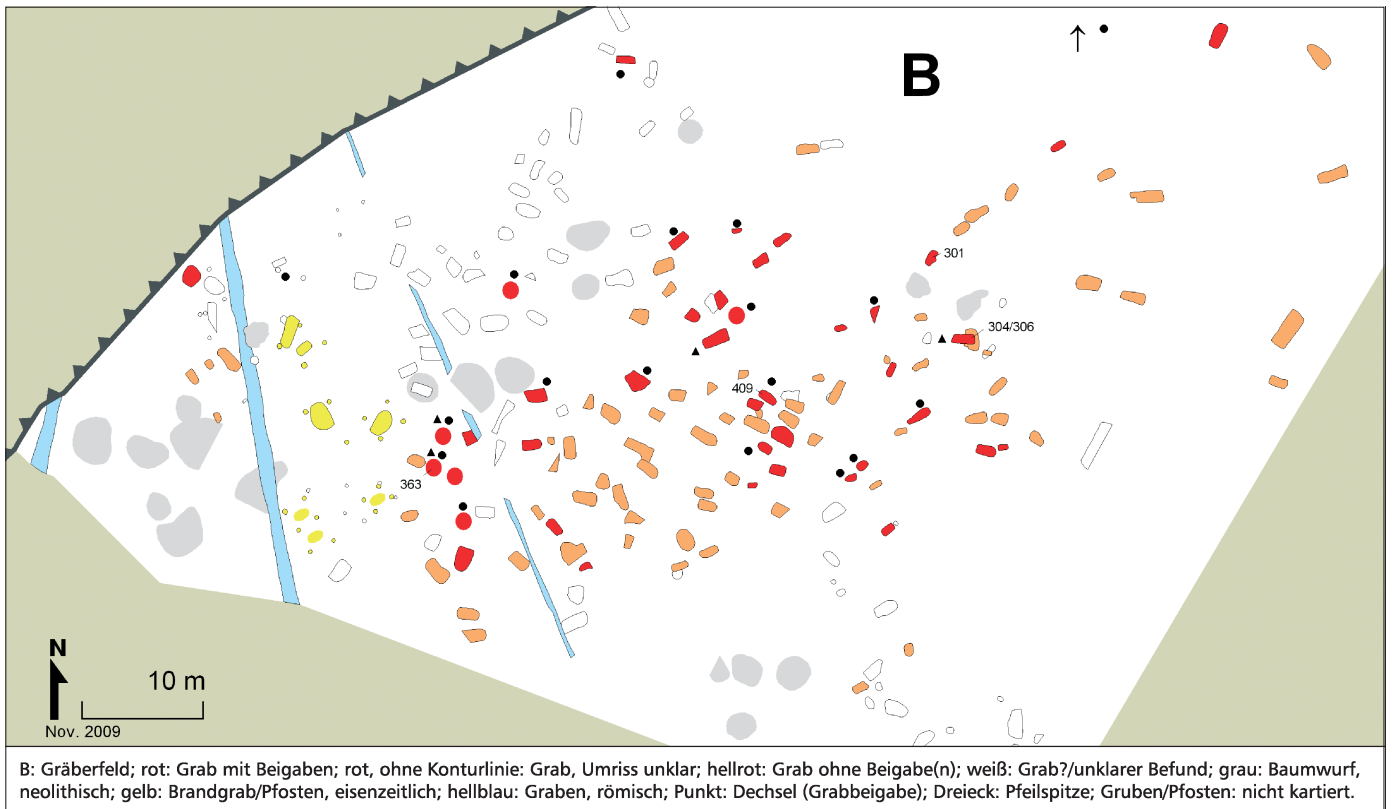 B
301
304/306
409
363
N
10 m
Nov. 2009
B: Gräberfeld; rot: Grab mit Beigaben; rot, ohne Konturlinie: Grab, Umriss unklar; hellrot: Grab ohne Beigabe(n); weiß: Grab?/unklarer Befund; grau: Baumwurf,
neolithisch; gelb: Brandgrab/Pfosten, eisenzeitlich; hellblau: Graben, römisch; Punkt: Dechsel (Grabbeigabe); Dreieck: Pfeilspitze; Gruben/Pfosten: nicht kartiert.